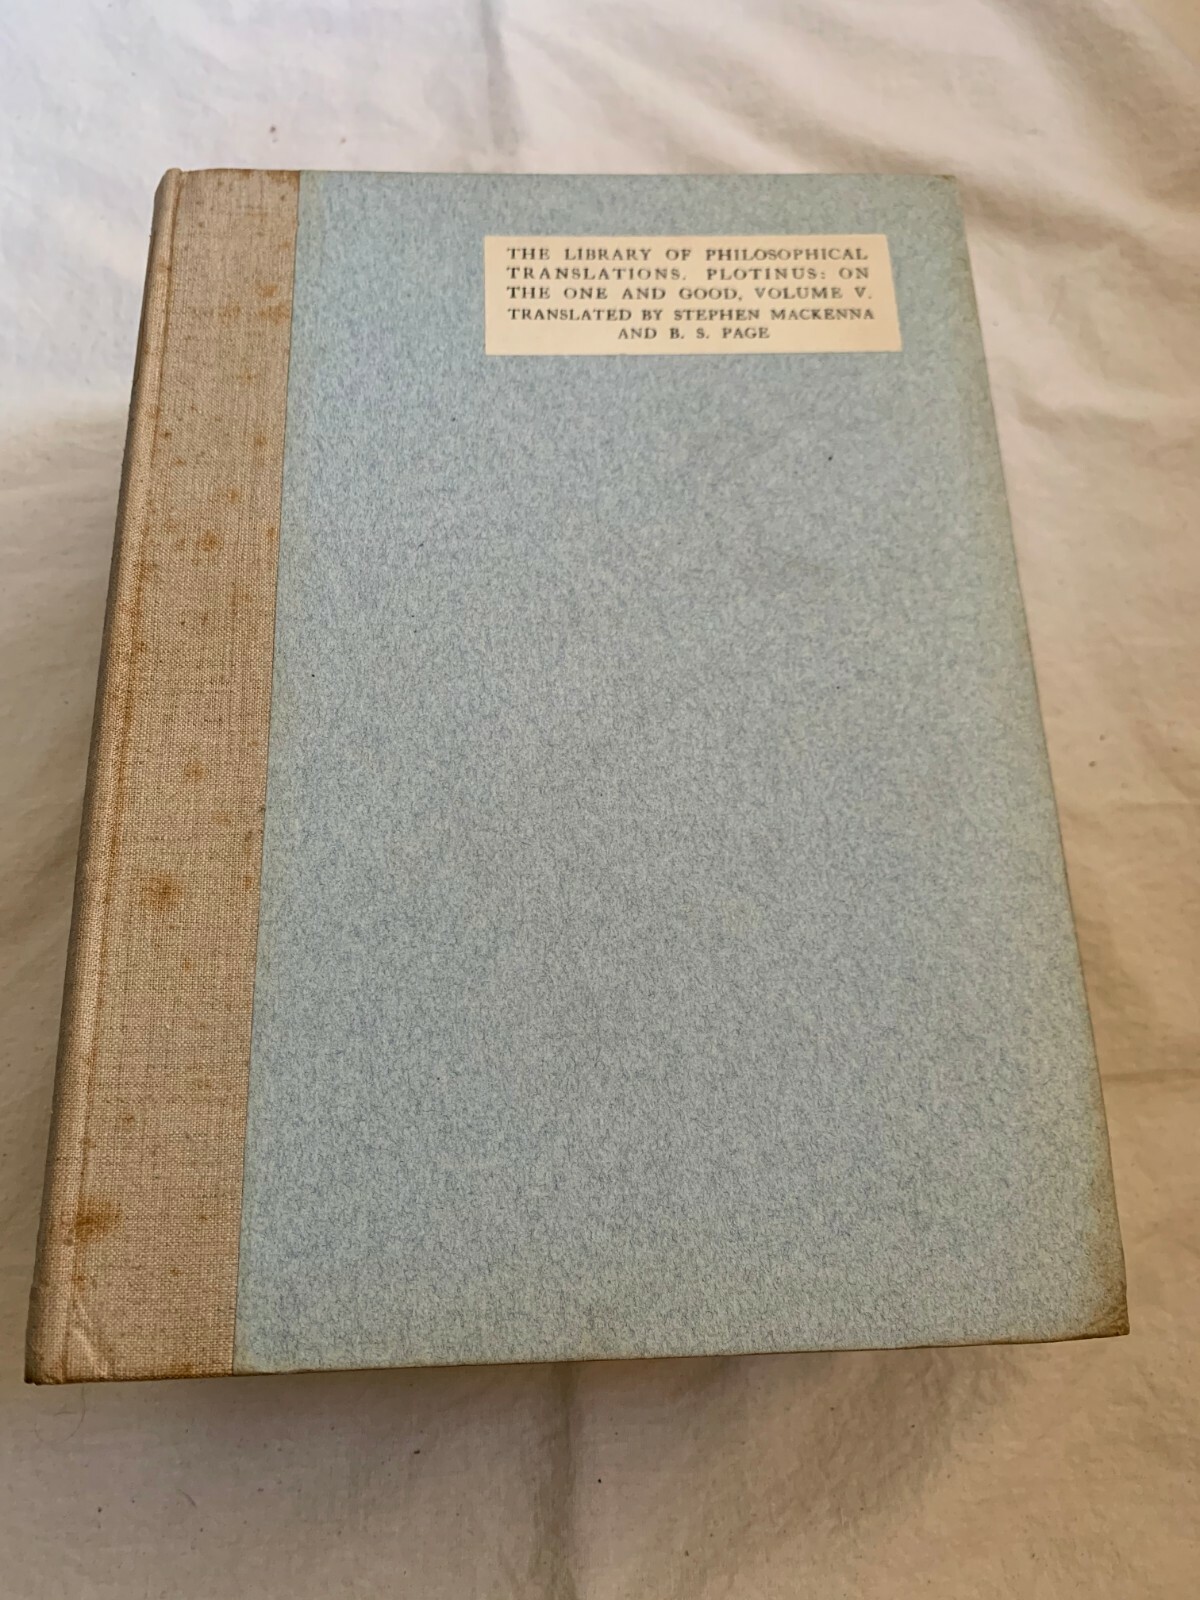 THE LIBRARY OF PHILOSOPHICAL
TRANSLATIONS. PLOTINUS: ON
THE ONE AND GOOD, VOLUME V.
TRANSLATED BY STEPHEN MACKENNA
AND B. S. PAGE